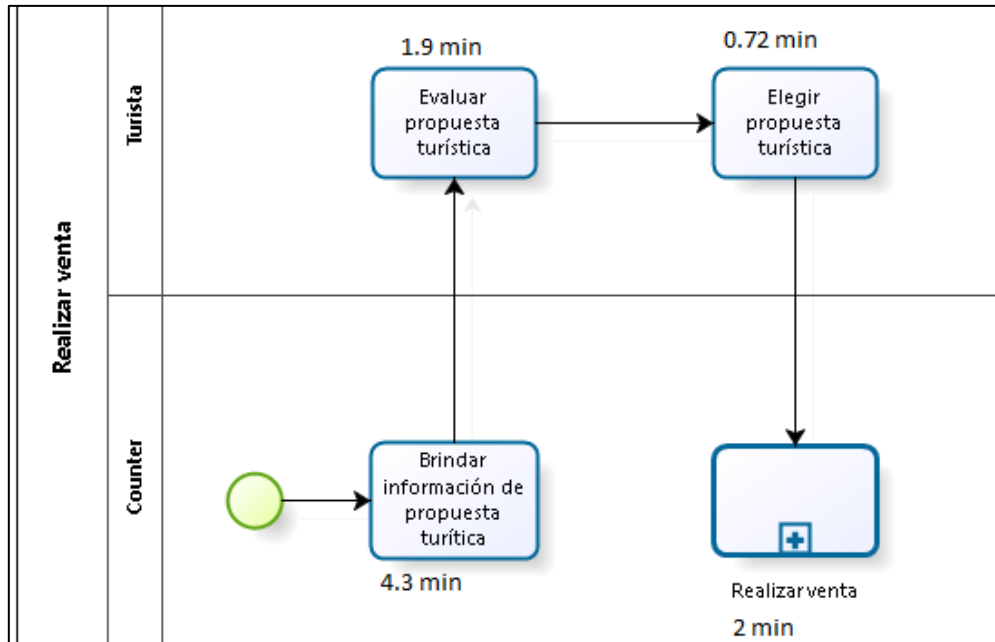 Realizar venta
Turista
Counter
1.9 min
Evaluar
propuesta
turística
0.72 min
Elegir
propuesta
turística
Brindar
información de
propuesta
turítica
4.3 min
Realizar venta
2 min